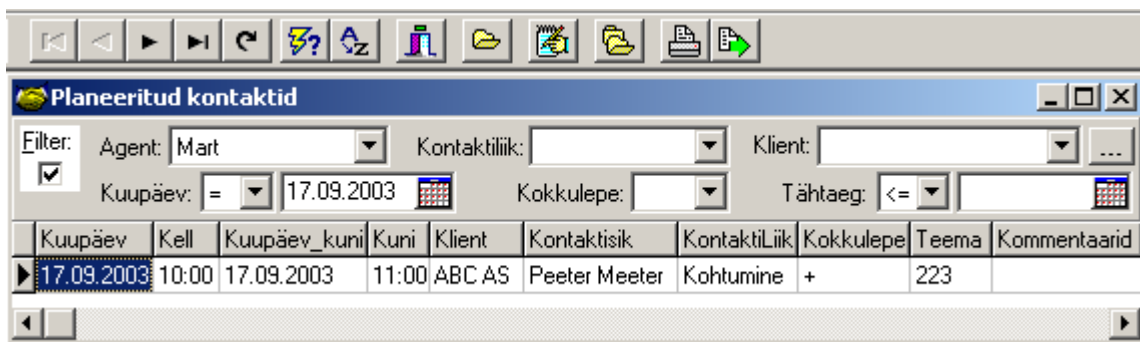 Planeeritud kontaktid
Filter: Agent: Mart Kontaktiliik: Klient: ...
Kuupäev: = 17.09.2003 Kokkulepe: Tähtaeg: <=
Kuupäev Kell Kuupäev_kuni Kuni Klient Kontaktisik KontaktiLiik Kokkulepe Teema Kommentaarid
17.09.2003 10:00 17.09.2003 11:00 ABC AS Peeter Meeter Kohtumine + 223